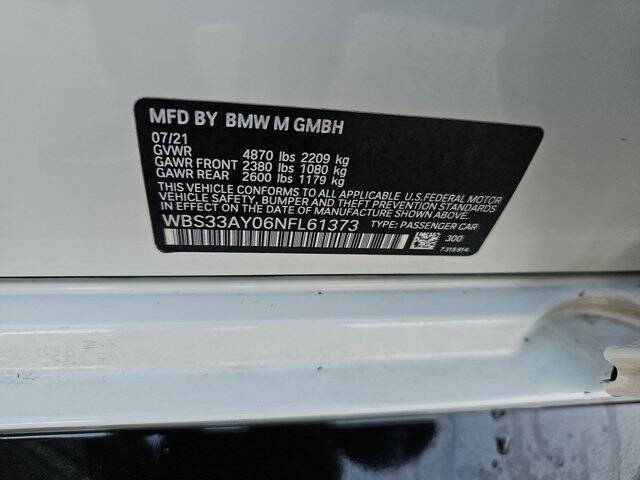 MFD BY BMW M GMBH
07/21
GVWR 4870 lbs 2209 kg
GAWR FRONT 2380 lbs 1080 kg
GAWR REAR 2600 lbs 1179 kg
THIS VEHICLE CONFORMS TO ALL APPLICABLE U.S.FEDERAL MOTOR
VEHICLE SAFETY, BUMPER AND THEFT PREVENTION STANDARDS
IN EFFECT ON THE DATE OF MANUFACTURE SHOWN ABOVE.
WBS33AY06NFL61373 TYPE: PASSENGER CAR
300
7319814